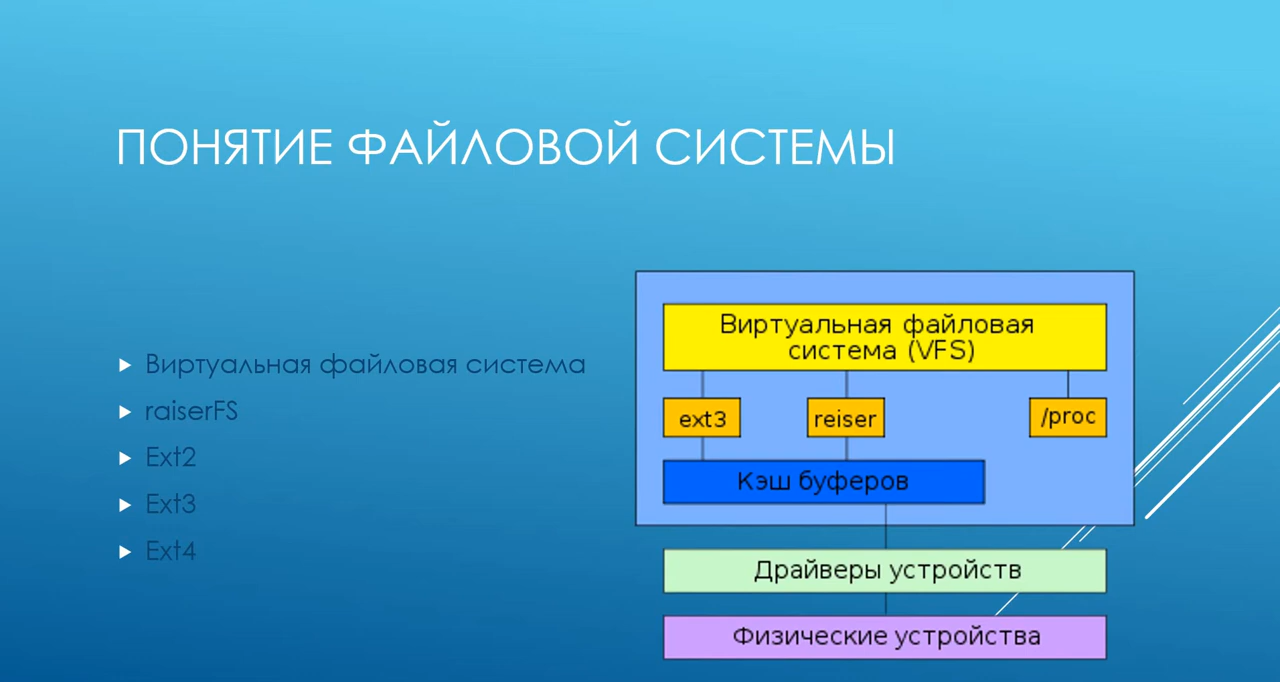 ПОНЯТИЕ ФАЙЛОВОЙ СИСТЕМЫ
Виртуальная файловая система
raiserFS
Ext2
Ext3
Ext4
Виртуальная файловая
система (VFS)
ext3
reiser
/proc
Кэш буферов
Драйверы устройств
Физические устройства